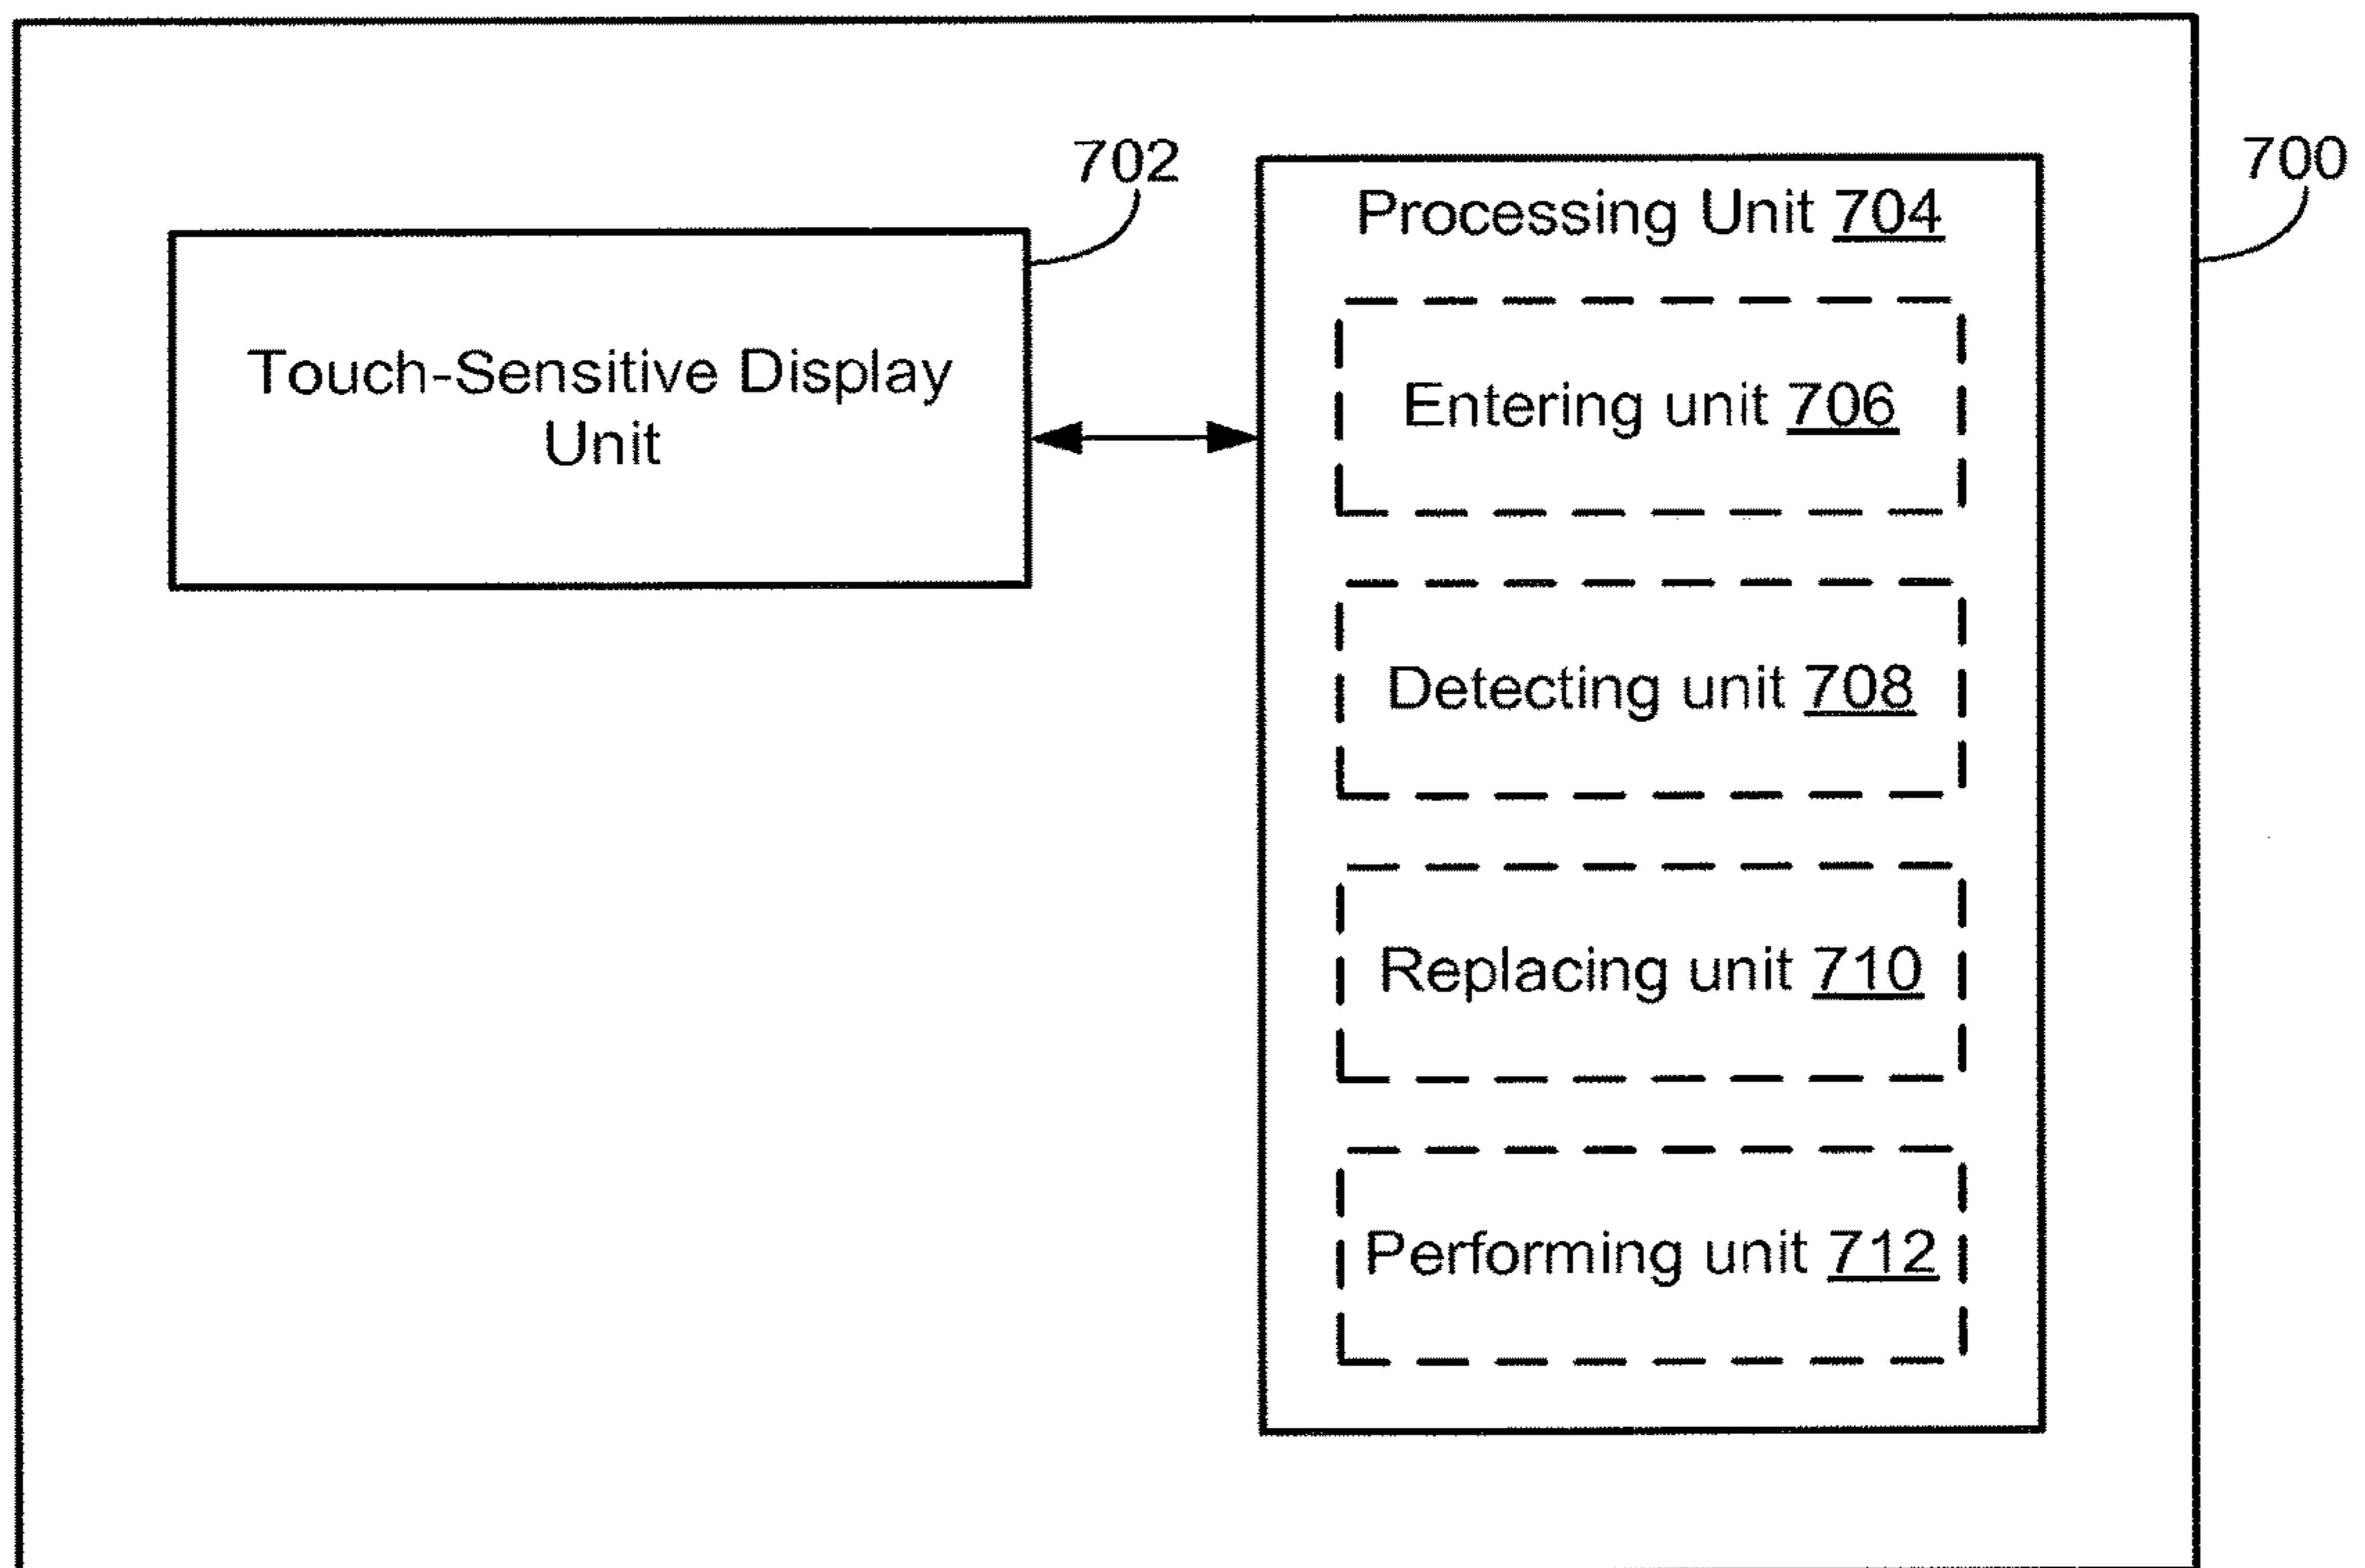 702
700
Processing Unit 704
Touch-Sensitive Display
Unit
Entering unit 706
Detecting unit 708
Replacing unit 710
Performing unit 712